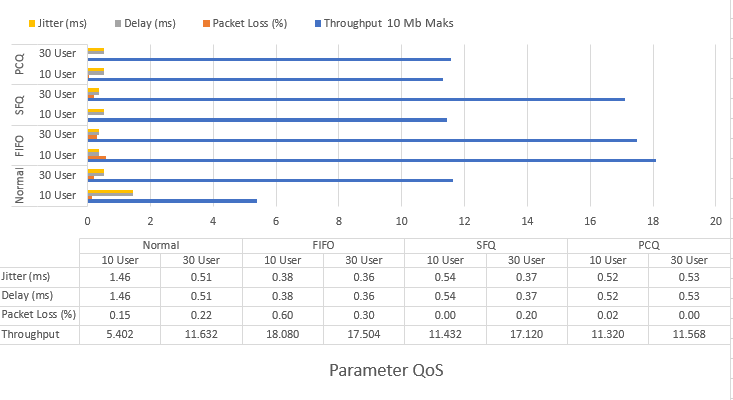 Jitter (ms) Delay (ms) Packet Loss (%) Throughput 10 Mb Maks
PCQ
30 User
10 User
SFQ
30 User
10 User
FIFO
30 User
10 User
Normal
30 User
10 User
0 2 4 6 8 10 12 14 16 18 20
Normal FIFO SFQ PCQ
10 User 30 User 10 User 30 User 10 User 30 User 10 User 30 User
Jitter (ms) 1.46 0.51 0.38 0.36 0.54 0.37 0.52 0.53
Delay (ms) 1.46 0.51 0.38 0.36 0.54 0.37 0.52 0.53
Packet Loss (%) 0.15 0.22 0.60 0.30 0.00 0.20 0.02 0.00
Throughput 5.402 11.632 18.080 17.504 11.432 17.120 11.320 11.568
Parameter QoS